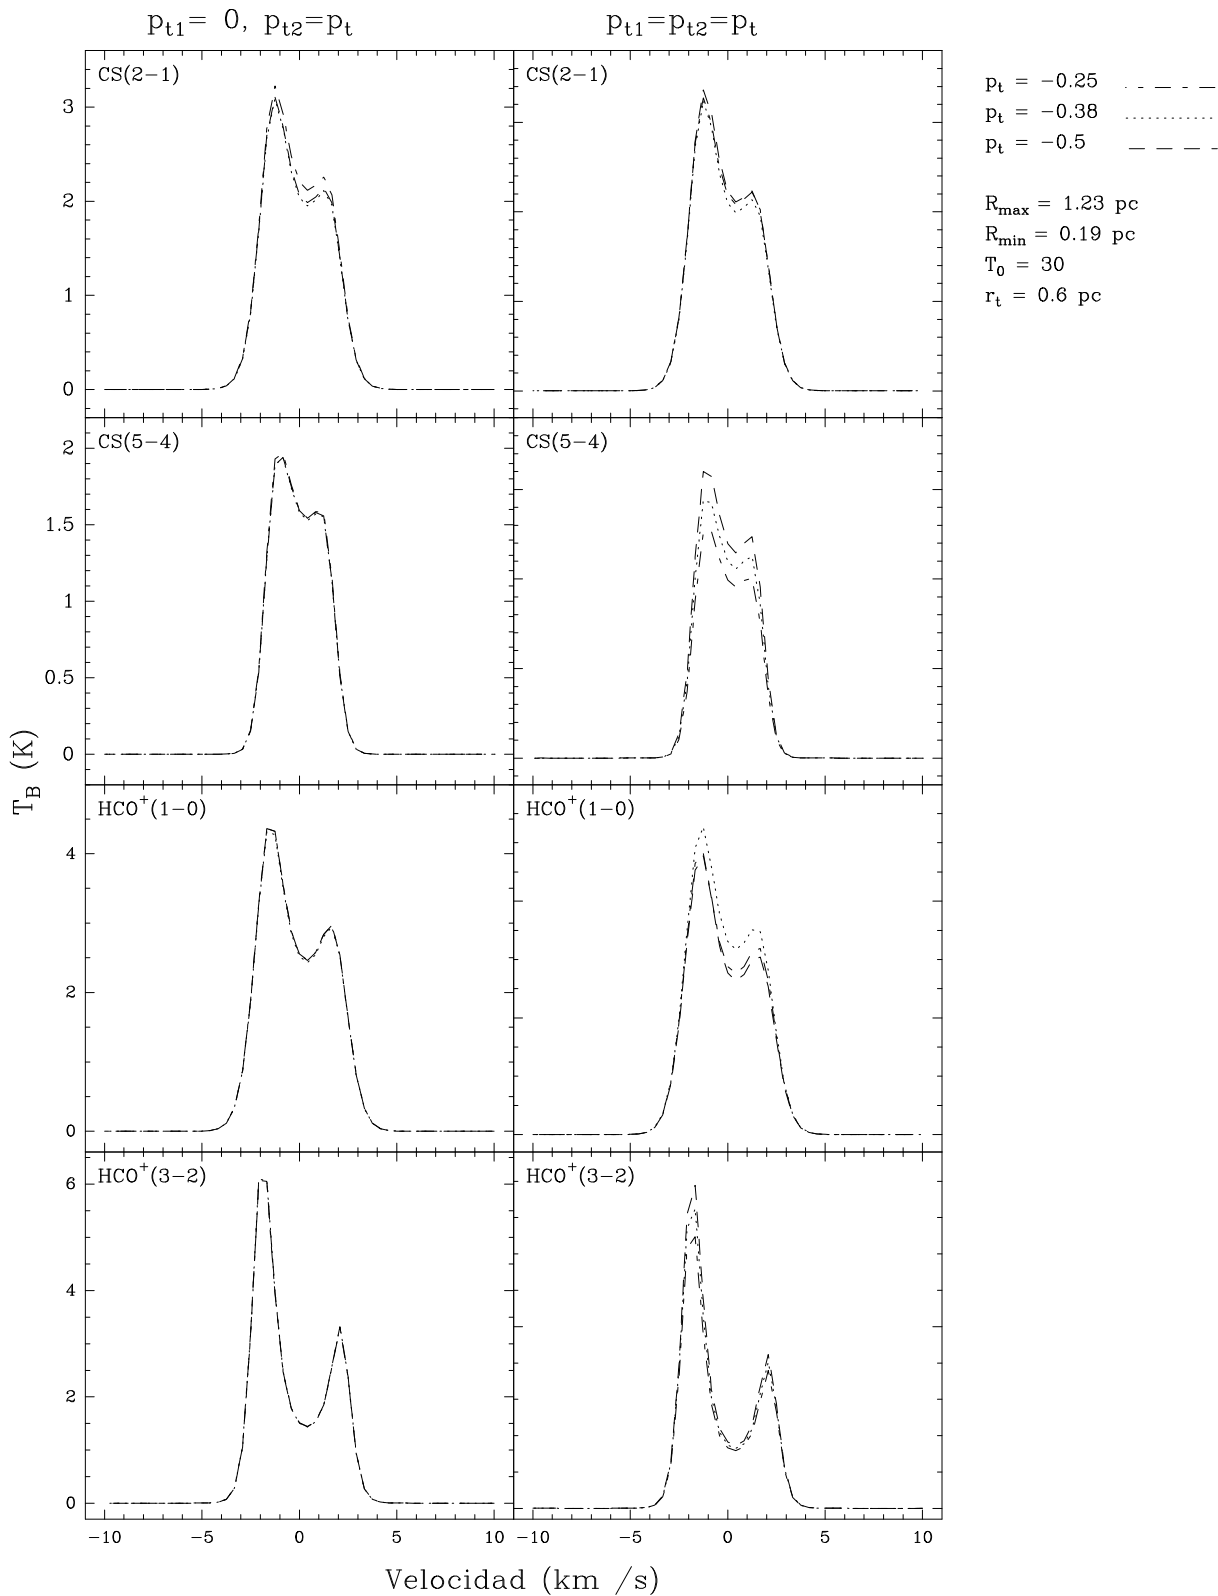 p_t1= 0, p_t2=p_t
p_t1=p_t2=p_t
CS(2−1)
CS(2−1)
p_t = −0.25
p_t = −0.38
p_t = −0.5
R_max = 1.23 pc
R_min = 0.19 pc
T_0 = 30
r_t = 0.6 pc
3
2
1
0
CS(5−4)
CS(5−4)
2
1.5
1
0.5
0
T_B (K)
HCO⁺(1−0)
HCO⁺(1−0)
4
2
0
HCO⁺(3−2)
HCO⁺(3−2)
6
4
2
0
−10 −5 0 5 10
−10 −5 0 5 10
Velocidad (km /s)